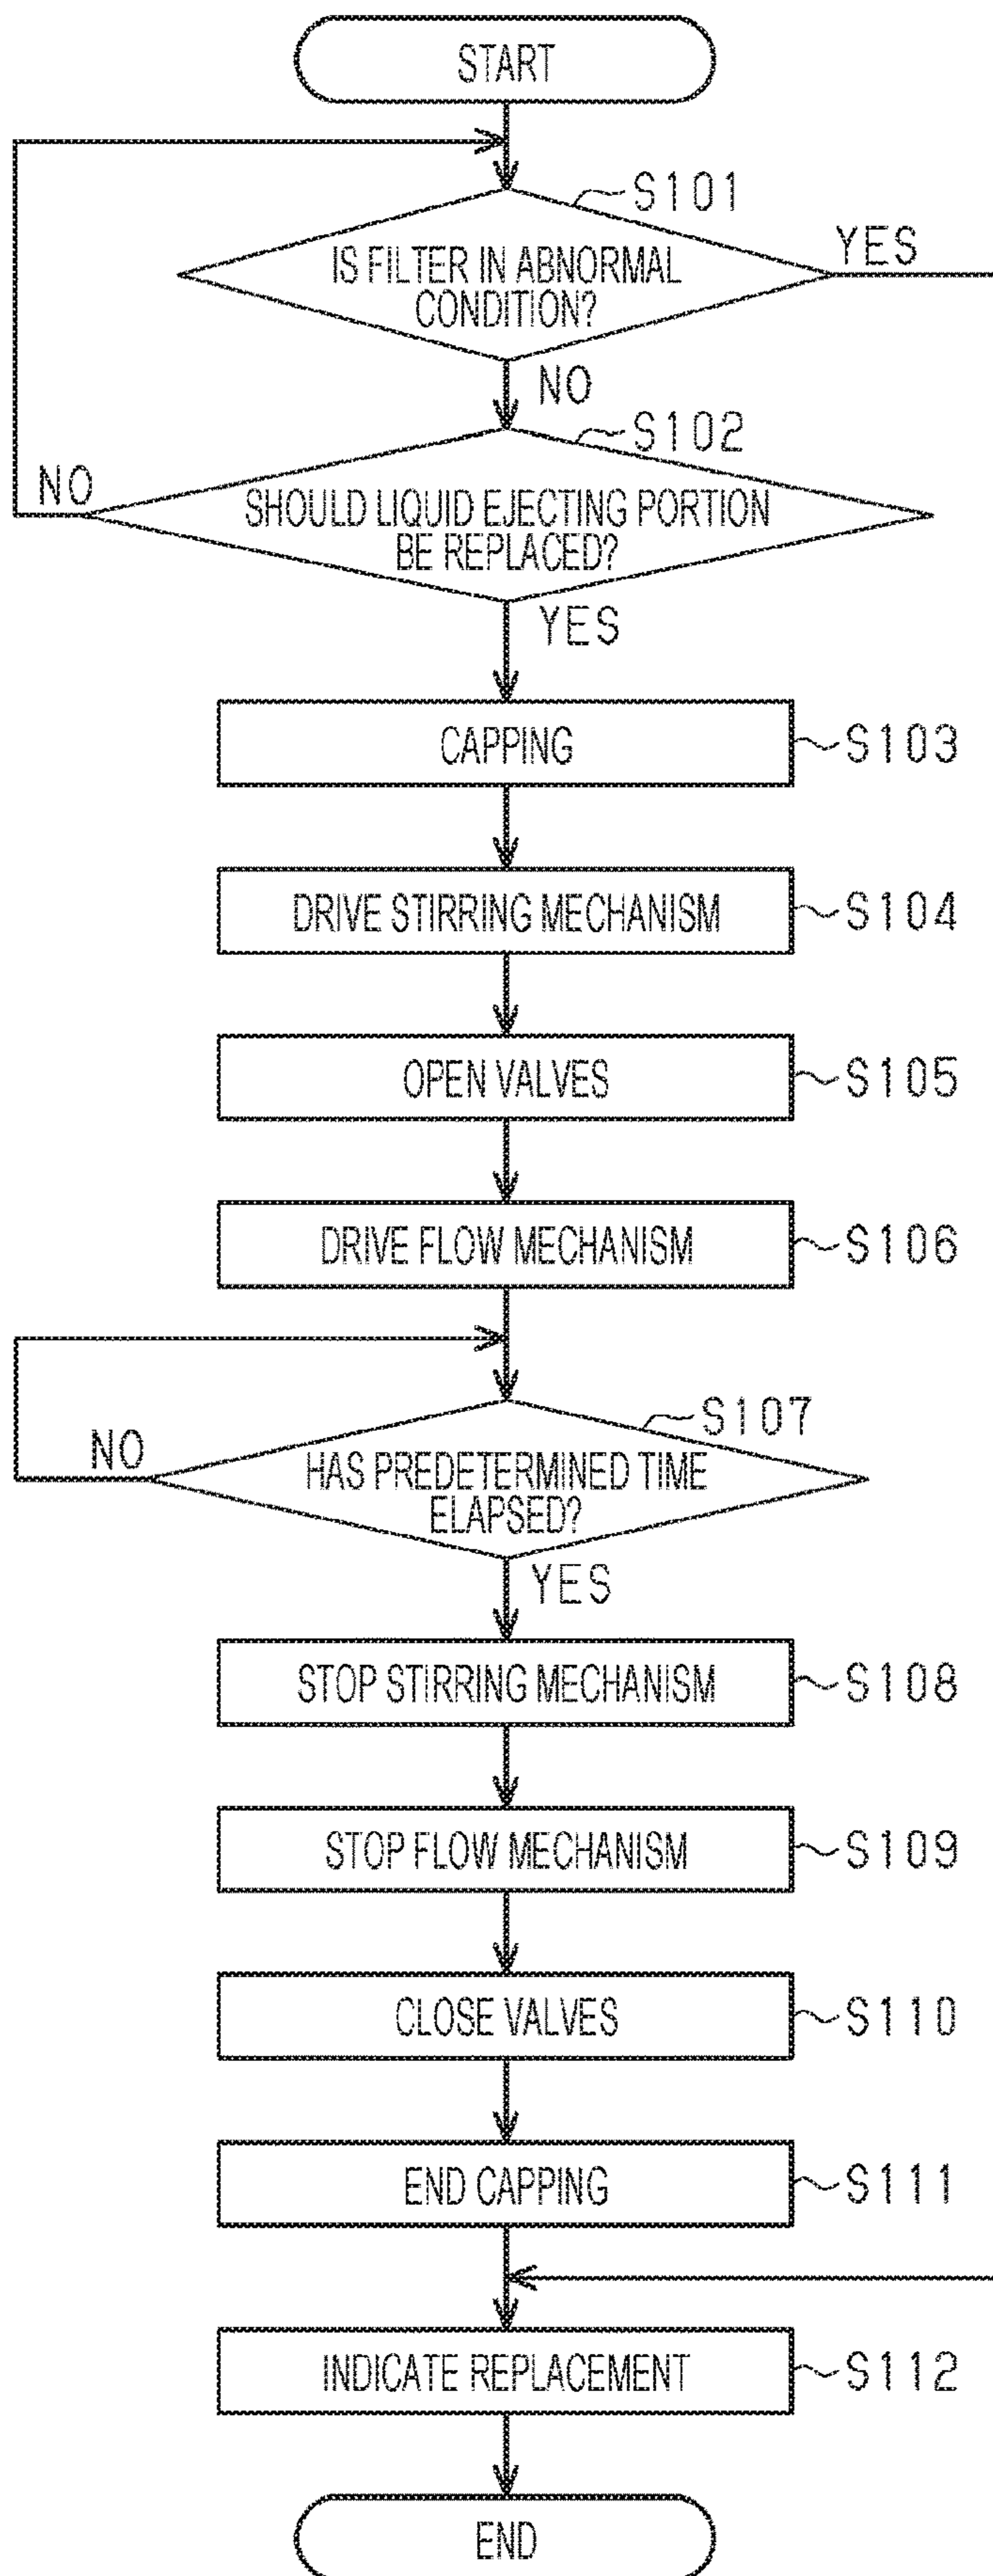 START
S101
IS FILTER IN ABNORMAL
CONDITION?
YES
NO
S102
NO
SHOULD LIQUID EJECTING PORTION
BE REPLACED?
YES
CAPPING
S103
DRIVE STIRRING MECHANISM
S104
OPEN VALVES
S105
DRIVE FLOW MECHANISM
S106
S107
NO
HAS PREDETERMINED TIME
ELAPSED?
YES
STOP STIRRING MECHANISM
S108
STOP FLOW MECHANISM
S109
CLOSE VALVES
S110
END CAPPING
S111
INDICATE REPLACEMENT
S112
END